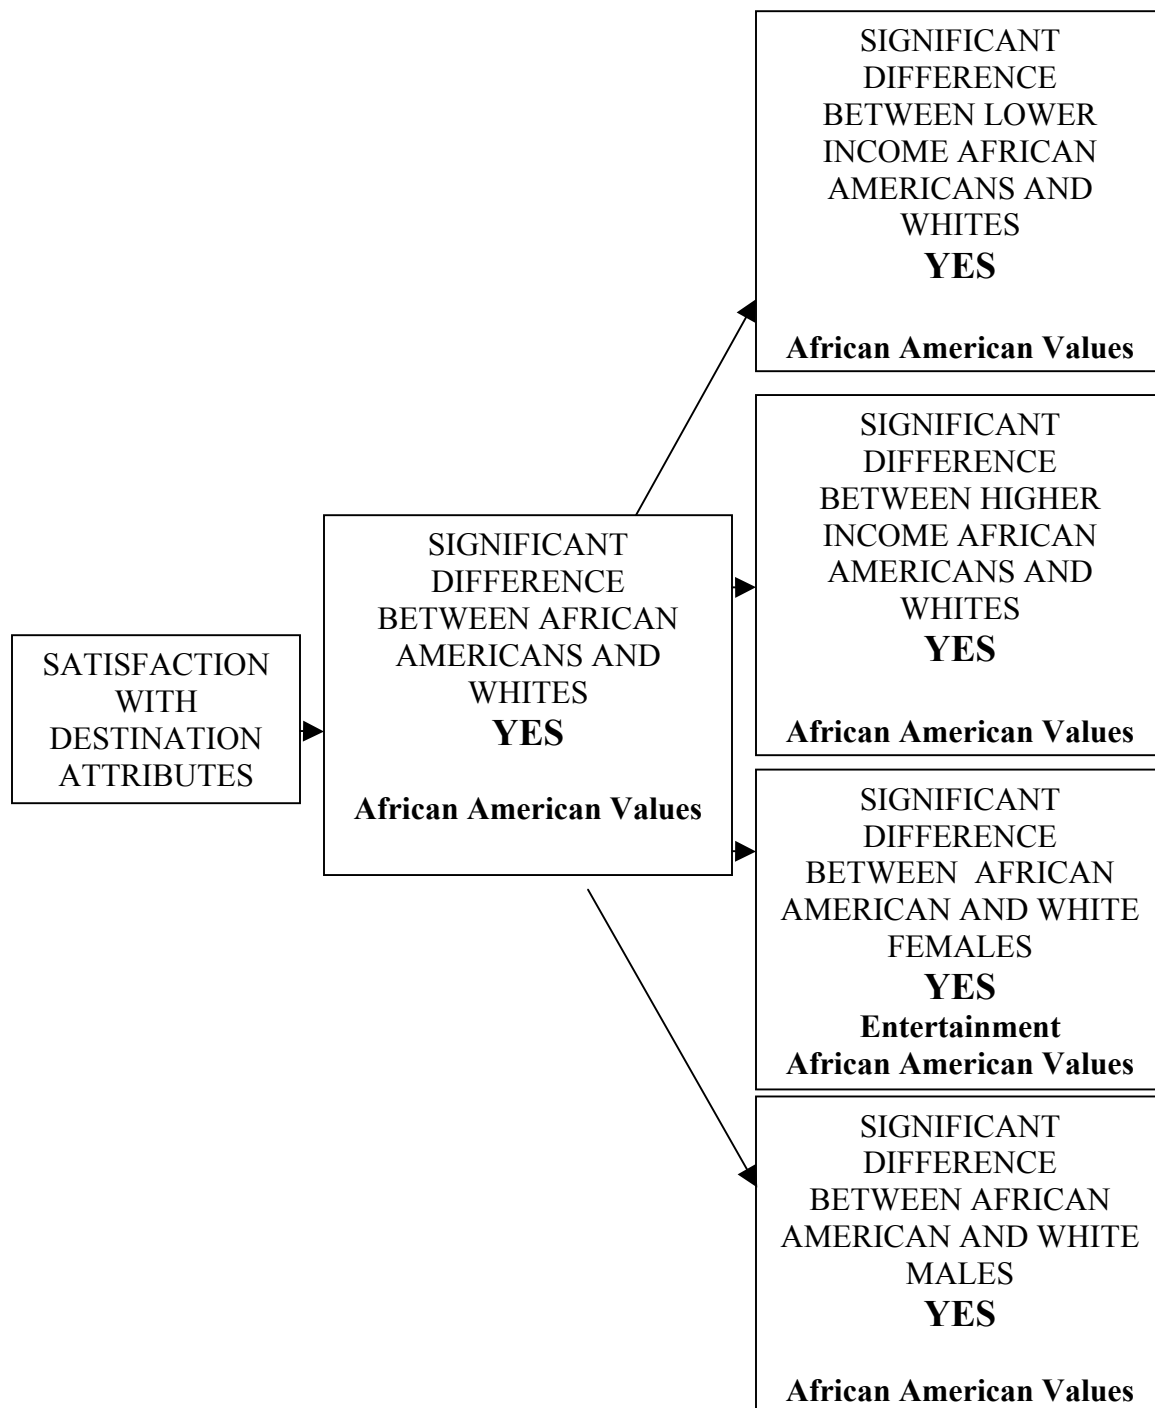 SATISFACTION
WITH
DESTINATION
ATTRIBUTES
SIGNIFICANT
DIFFERENCE
BETWEEN AFRICAN
AMERICANS AND
WHITES
YES
African American Values
SIGNIFICANT
DIFFERENCE
BETWEEN LOWER
INCOME AFRICAN
AMERICANS AND
WHITES
YES
African American Values
SIGNIFICANT
DIFFERENCE
BETWEEN HIGHER
INCOME AFRICAN
AMERICANS AND
WHITES
YES
African American Values
SIGNIFICANT
DIFFERENCE
BETWEEN  AFRICAN
AMERICAN AND WHITE
FEMALES
YES
Entertainment
African American Values
SIGNIFICANT
DIFFERENCE
BETWEEN AFRICAN
AMERICAN AND WHITE
MALES
YES
African American Values